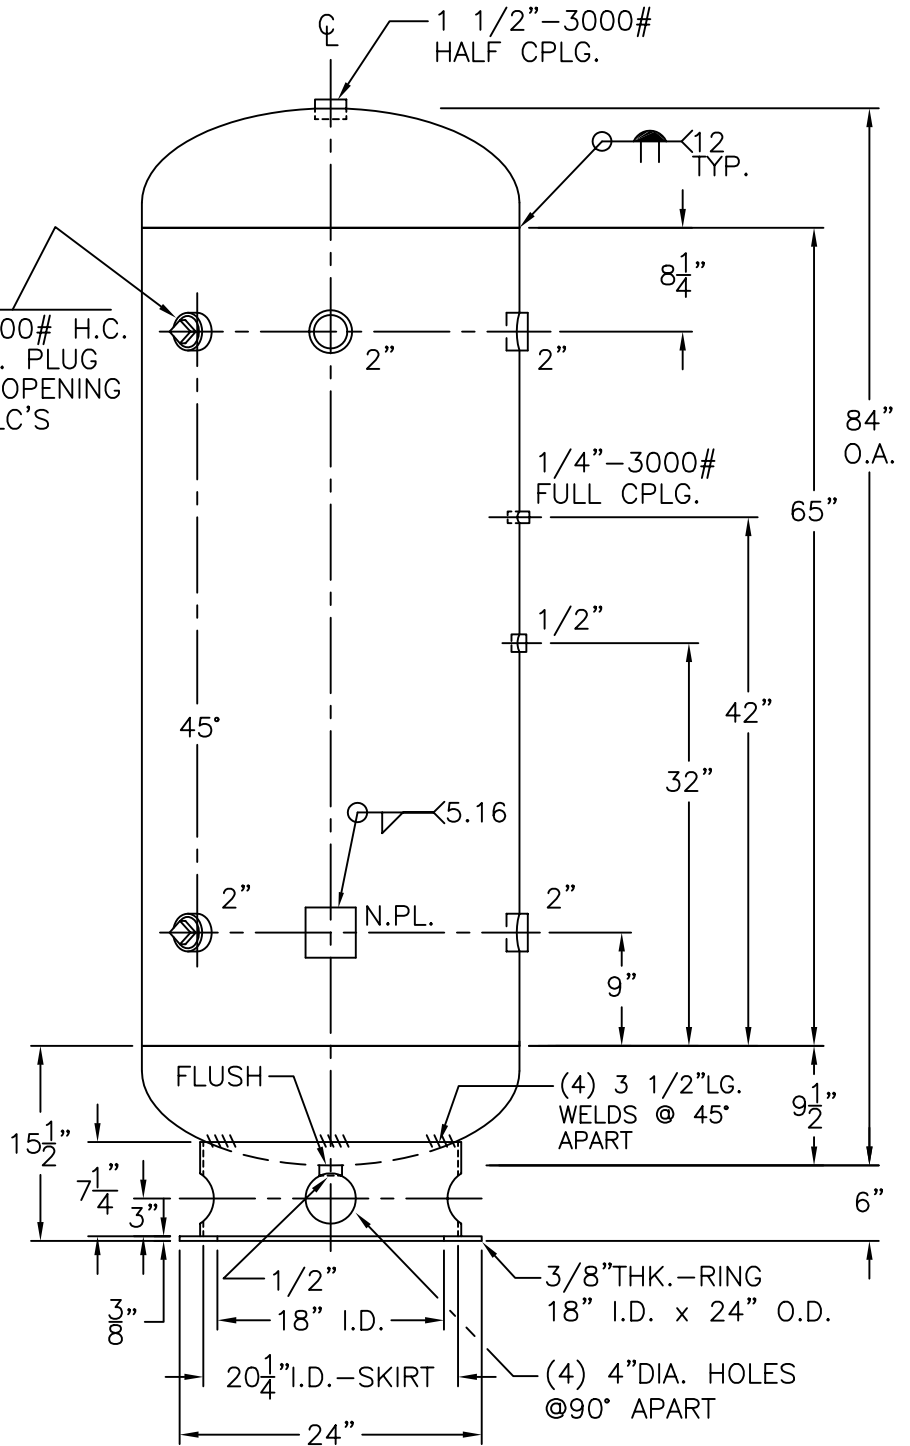 ℄
1 1/2"-3000#
HALF CPLG.
12
TYP.
8 1/4"
00# H.C.
. PLUG
OPENING
LC'S
2"
2"
84"
O.A.
1/4"-3000#
FULL CPLG.
65"
1/2"
45°
42"
32"
5.16
2"
N.PL.
2"
9"
FLUSH
(4) 3 1/2"LG.
WELDS @ 45°
APART
9 1/2"
15 1/2"
7 1/4"
3"
6"
3/8"
1/2"
3/8"THK.-RING
18" I.D. x 24" O.D.
18" I.D.
20 1/4"I.D.-SKIRT
(4) 4"DIA. HOLES
@90° APART
24"